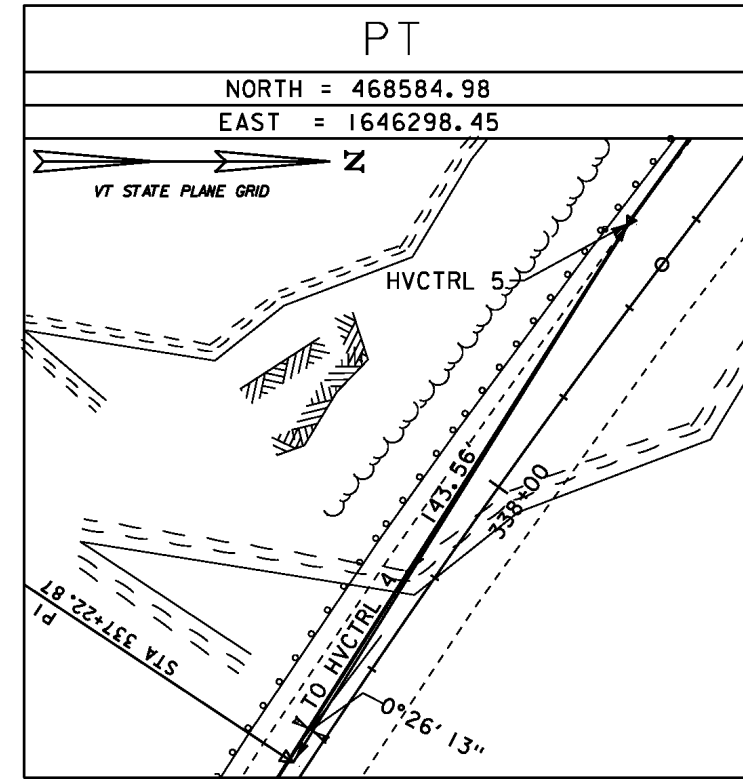 PT
NORTH = 468584.98
EAST = 1646298.45
N
VT STATE PLANE GRID
HVCTRL 5
143.56'
338+00
TO HVCTRL 4
STA 337+22.87
PI
0°26' 13"